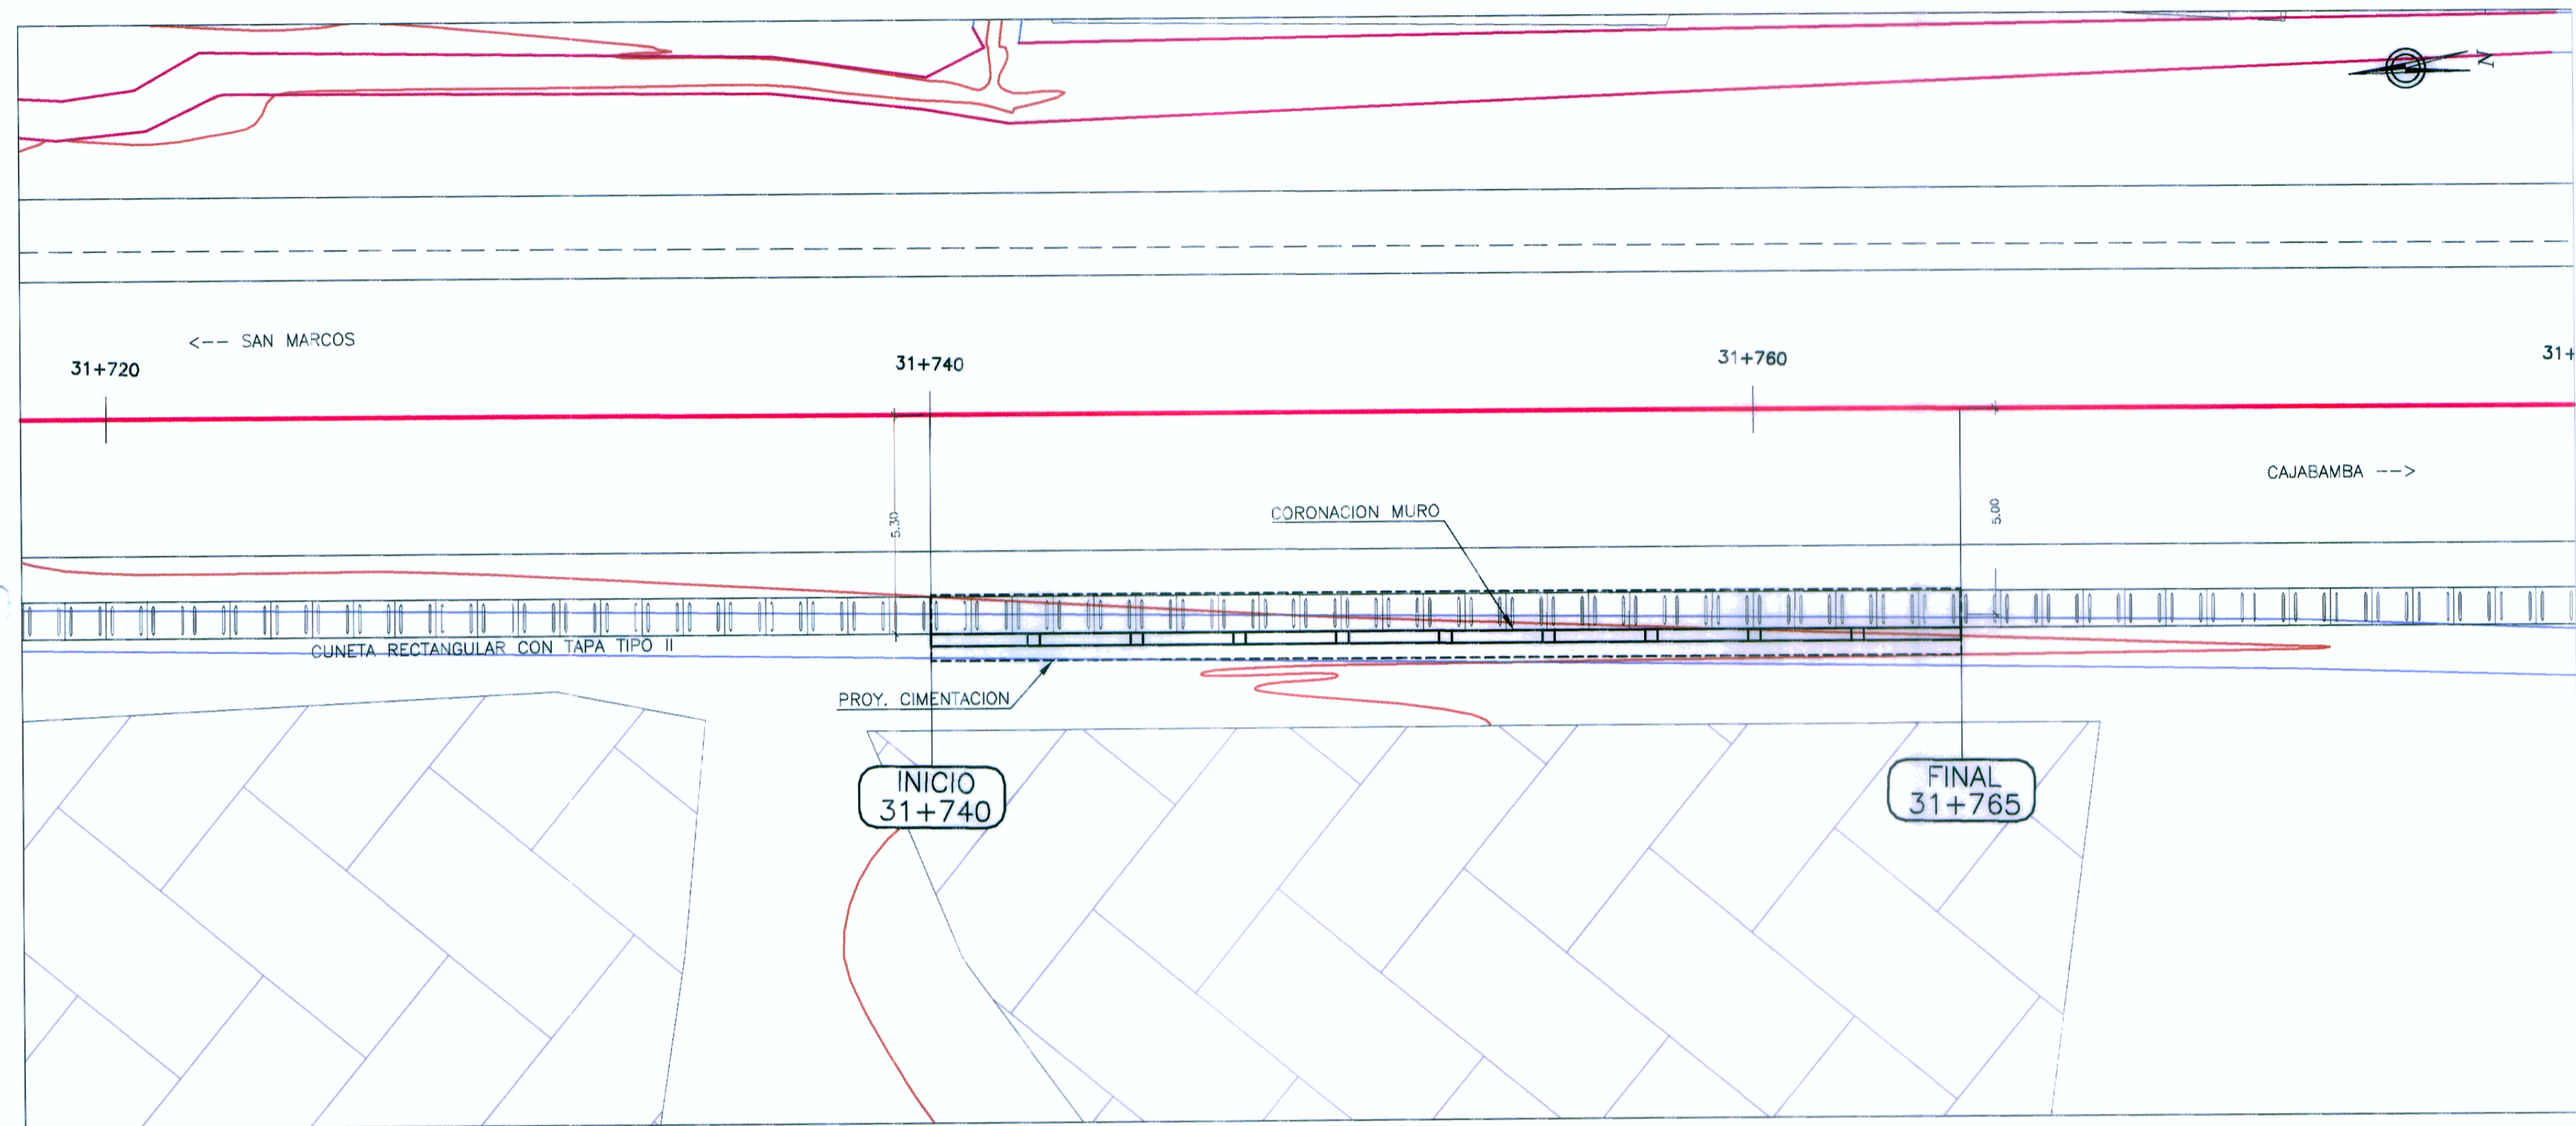 N
<-- SAN MARCOS
31+720
31+740
31+760
31+
CAJABAMBA -->
5.30
5.00
CORONACION MURO
CUNETA RECTANGULAR CON TAPA TIPO II
PROY. CIMENTACION
INICIO
31+740
FINAL
31+765